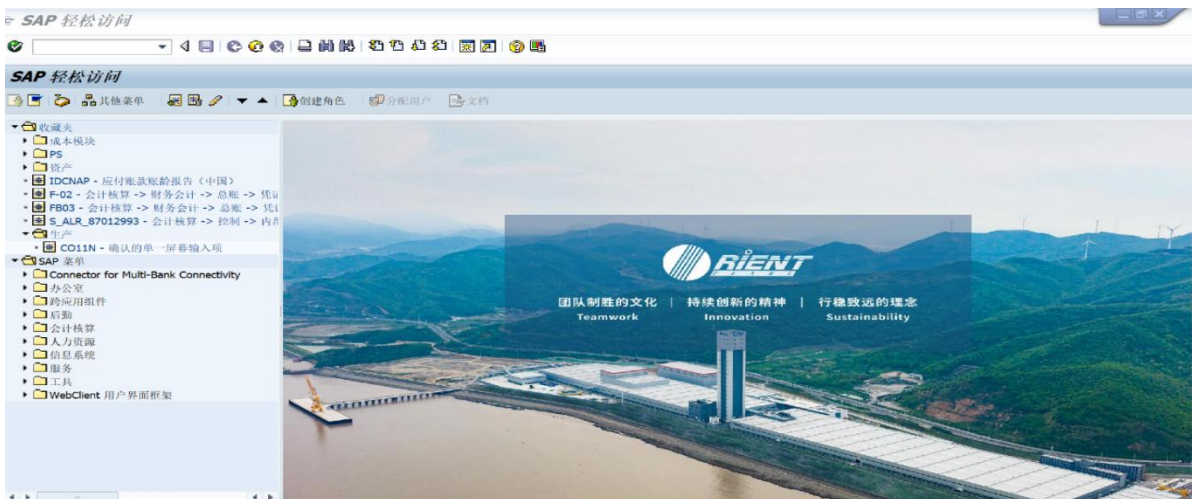 SAP 轻松访问
SAP 轻松访问
其他菜单 创建角色 分配用户 文档
收藏夹
成本模块
PS
资产
IDCNAP - 应付账款账龄报告（中国）
F-02 - 会计核算 -> 财务会计 -> 总账 -> 凭证
FB03 - 会计核算 -> 财务会计 -> 总账 -> 凭证
S_ALR_87012993 - 会计核算 -> 控制 -> 内部
生产
CO11N - 确认的单一屏幕输入项
SAP 菜单
Connector for Multi-Bank Connectivity
办公室
跨应用组件
后勤
会计核算
人力资源
信息系统
服务
工具
WebClient 用户界面框架
RIENT
团队制胜的文化 | 持续创新的精神 | 行稳致远的理念
Teamwork Innovation Sustainability